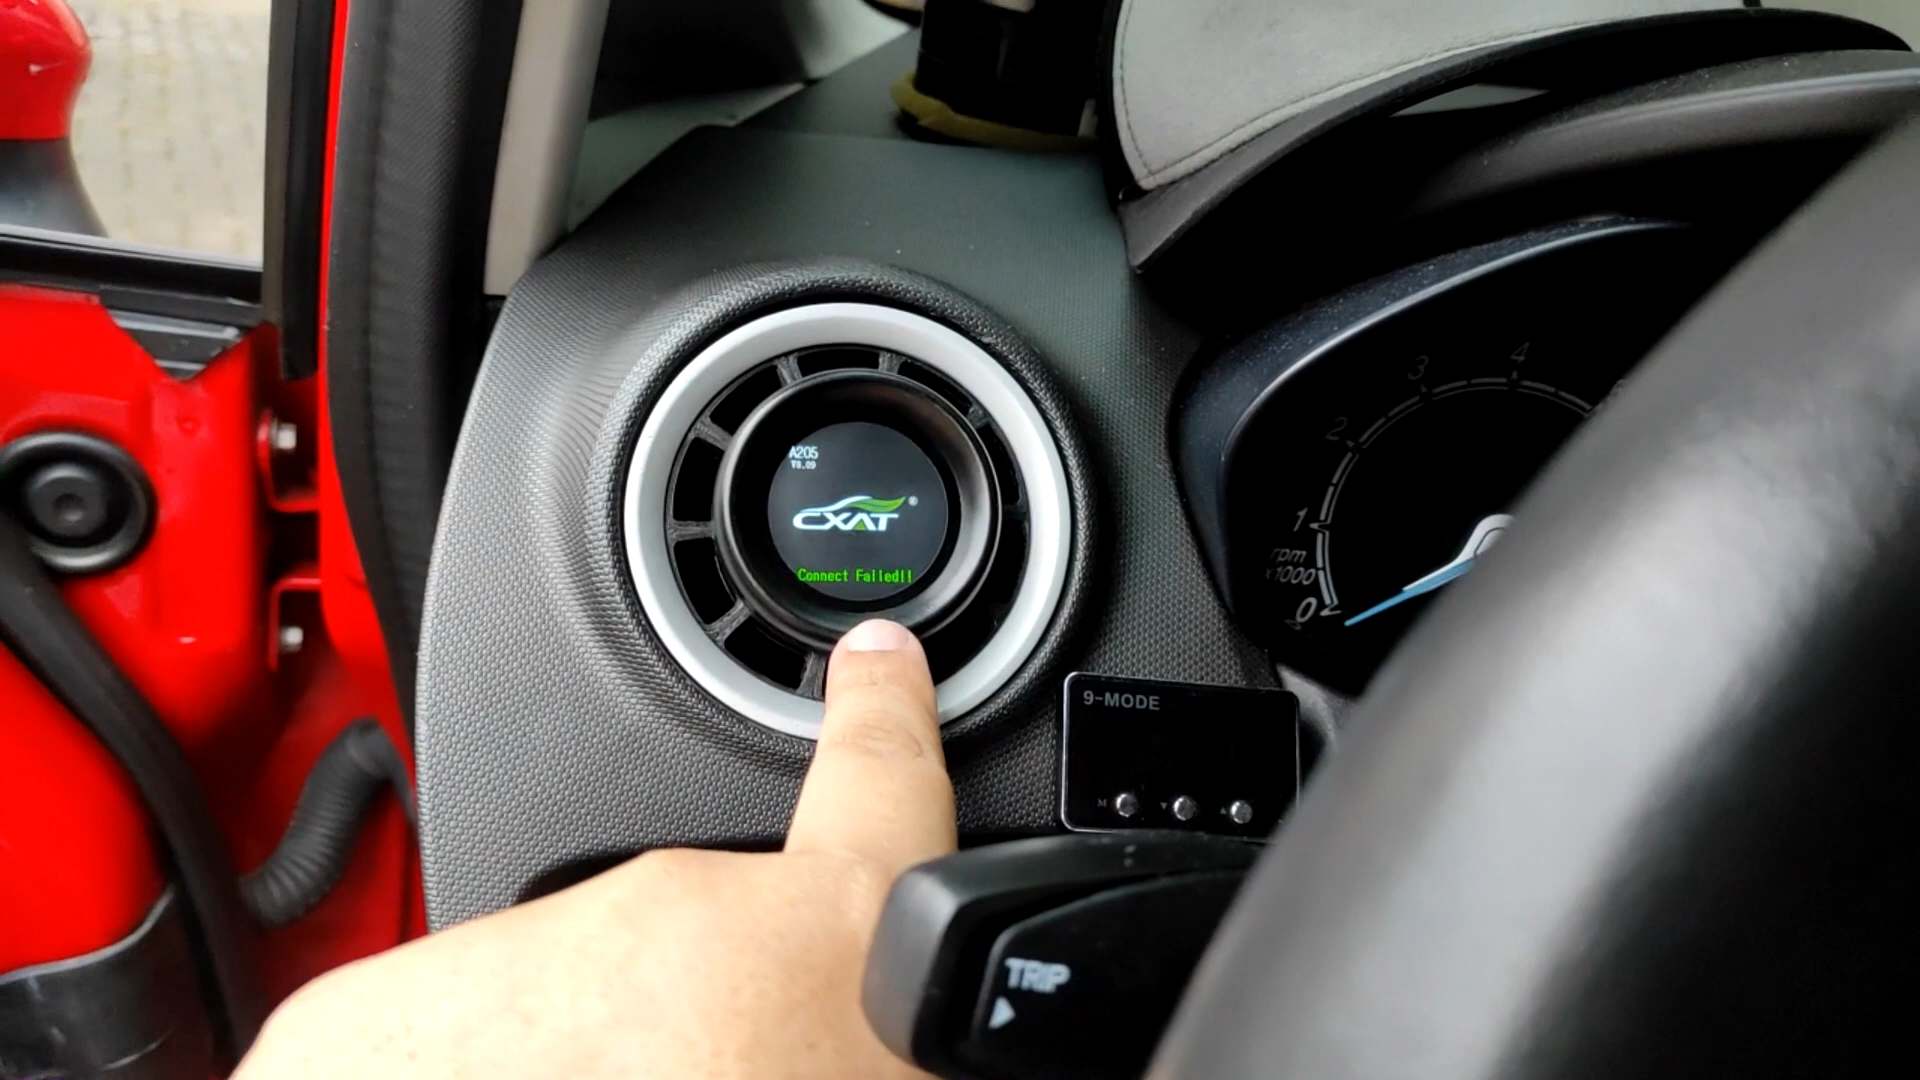 A205
V8.09
CXAT®
Connect Failed!!
4
3
2
1
rpm
x1000
0
9-MODE
M
TRIP